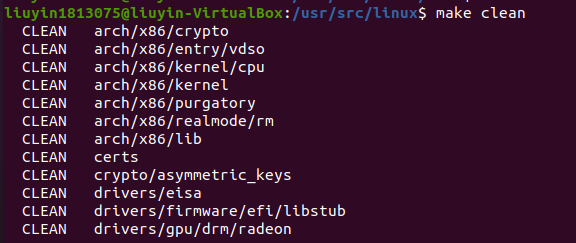 liuyin1813075@liuyin-VirtualBox:/usr/src/linux$ make clean
CLEAN arch/x86/crypto
CLEAN arch/x86/entry/vdso
CLEAN arch/x86/kernel/cpu
CLEAN arch/x86/kernel
CLEAN arch/x86/purgatory
CLEAN arch/x86/realmode/rm
CLEAN arch/x86/lib
CLEAN certs
CLEAN crypto/asymmetric_keys
CLEAN drivers/eisa
CLEAN drivers/firmware/efi/libstub
CLEAN drivers/gpu/drm/radeon